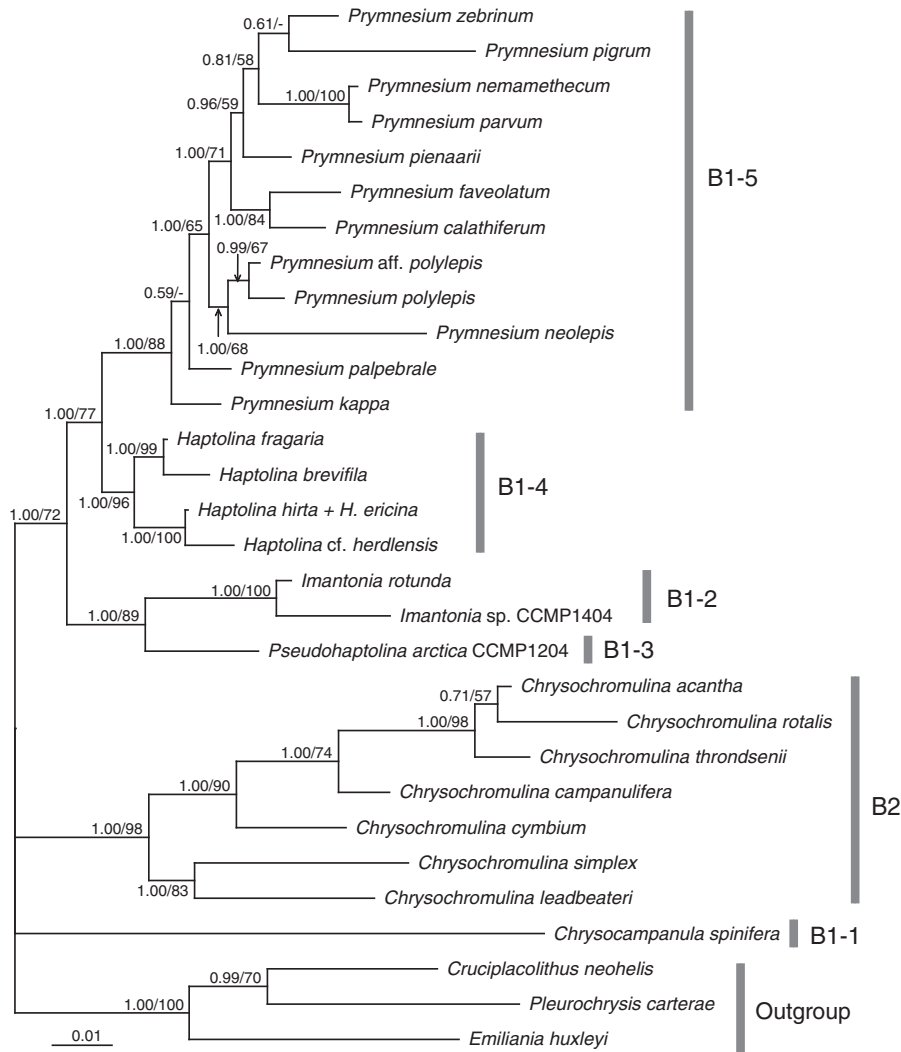 0.61/-
Prymnesium zebrinum
0.81/58
Prymnesium pigrum
0.96/59
1.00/100
Prymnesium nemamethecum
Prymnesium parvum
1.00/71
Prymnesium pienaarii
B1-5
Prymnesium faveolatum
1.00/84
Prymnesium calathiferum
1.00/65
0.99/67
Prymnesium aff. polylepis
0.59/-
Prymnesium polylepis
Prymnesium neolepis
1.00/68
1.00/88
Prymnesium palpebrale
Prymnesium kappa
1.00/77
1.00/99
Haptolina fragaria
Haptolina brevifila
B1-4
1.00/96
Haptolina hirta + H. ericina
1.00/72
1.00/100
Haptolina cf. herdlensis
1.00/100
Imantonia rotunda
B1-2
1.00/89
Imantonia sp. CCMP1404
Pseudohaptolina arctica CCMP1204
B1-3
0.71/57
Chrysochromulina acantha
1.00/98
Chrysochromulina rotalis
1.00/74
Chrysochromulina throndsenii
1.00/90
Chrysochromulina campanulifera
B2
1.00/98
Chrysochromulina cymbium
Chrysochromulina simplex
1.00/83
Chrysochromulina leadbeateri
Chrysocampanula spinifera
B1-1
0.99/70
Cruciplacolithus neohelis
1.00/100
Pleurochrysis carterae
Outgroup
0.01
Emiliania huxleyi